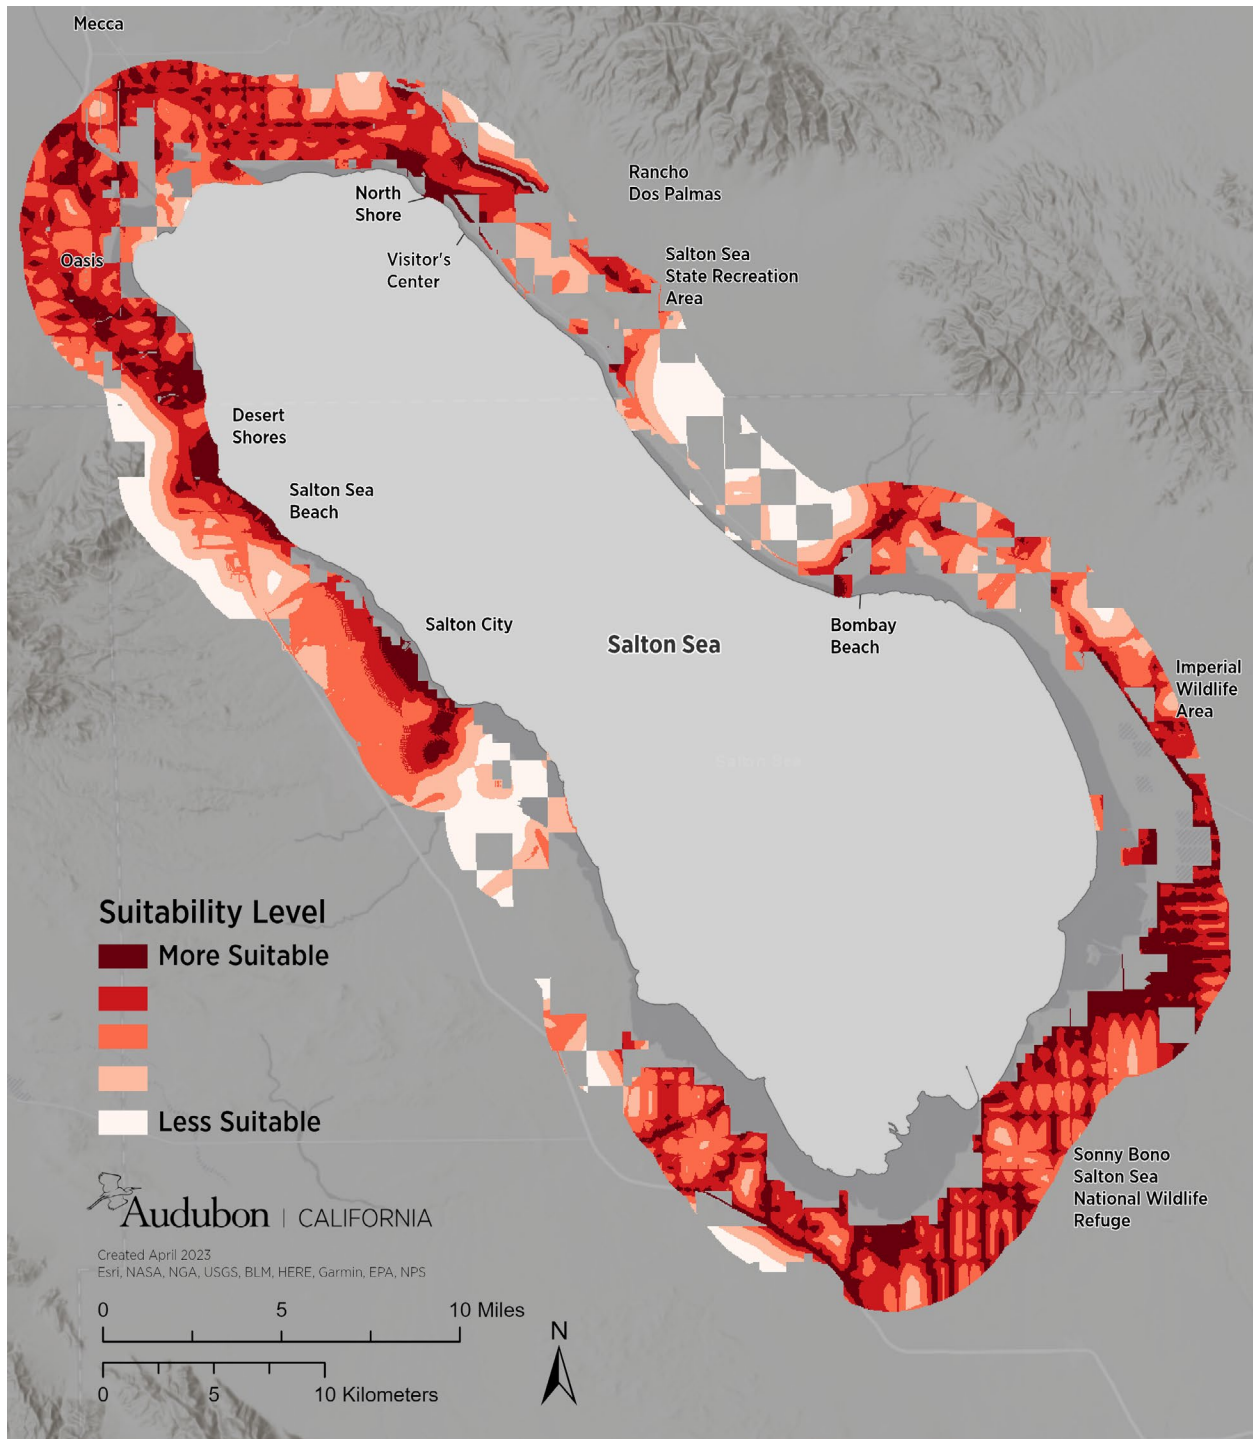 Mecca
Rancho
Dos Palmas
North
Shore
Visitor's
Center
Salton Sea
State Recreation
Area
Oasis
Desert
Shores
Salton Sea
Beach
Salton City
Salton Sea
Bombay
Beach
Imperial
Wildlife
Area
Salton Sea
Suitability Level
More Suitable
Less Suitable
Sonny Bono
Salton Sea
National Wildlife
Refuge
Audubon | CALIFORNIA
Created April 2023
Esri, NASA, NGA, USGS, BLM, HERE, Garmin, EPA, NPS
0 5 10 Miles
N
0 5 10 Kilometers